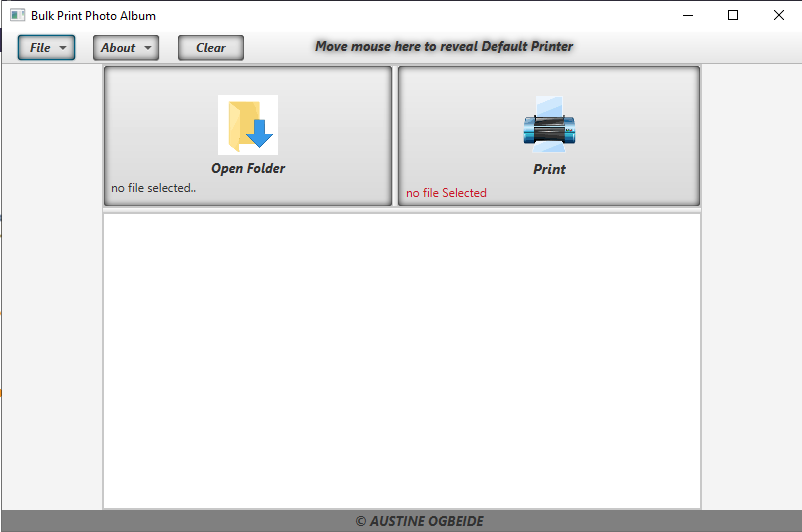 Bulk Print Photo Album
File
About
Clear
Move mouse here to reveal Default Printer
Open Folder
no file selected..
Print
no file Selected
© AUSTINE OGBEIDE